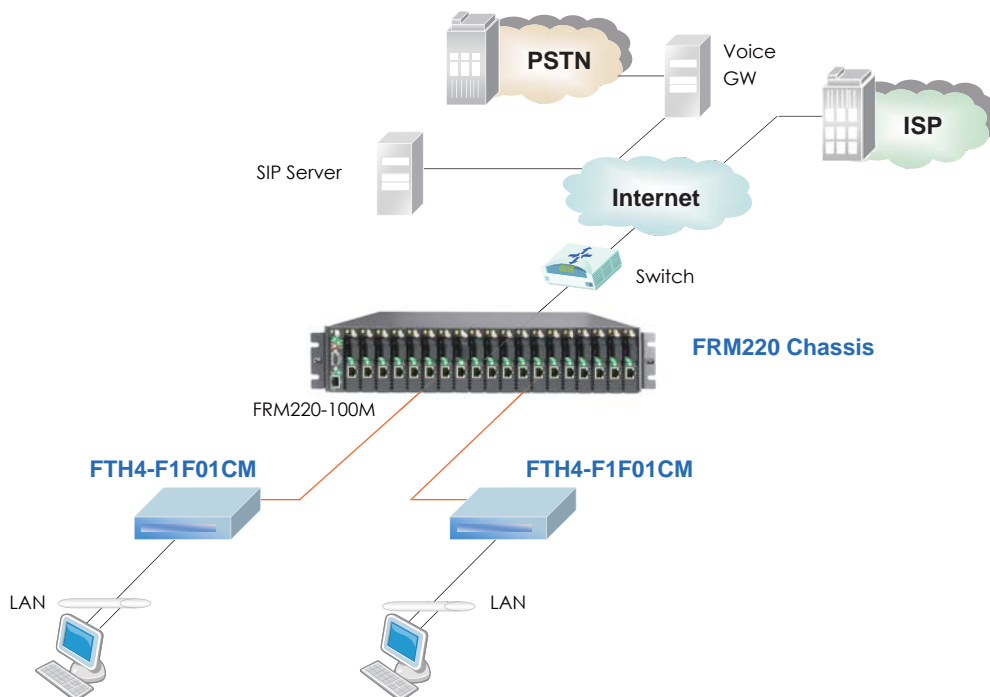 PSTN
Voice
GW
ISP
SIP Server
Internet
Switch
FRM220 Chassis
FRM220-100M
FTH4-F1F01CM
FTH4-F1F01CM
LAN
LAN